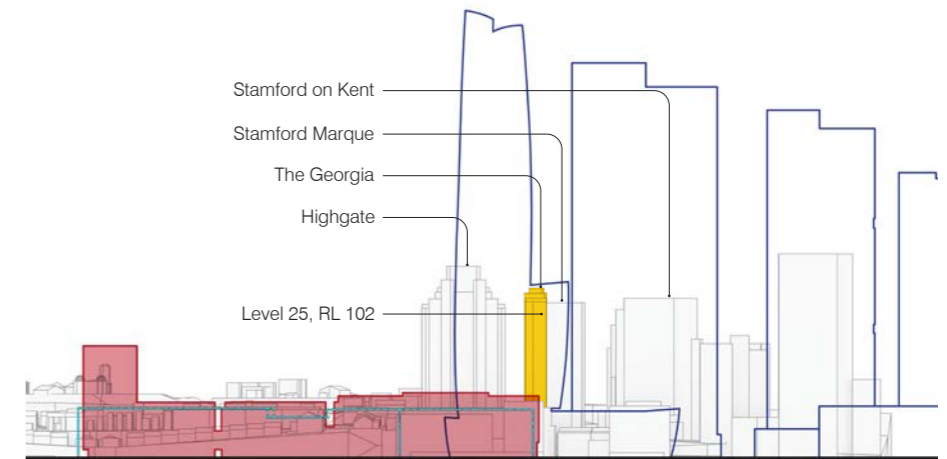 Stamford on Kent
Stamford Marque
The Georgia
Highgate
Level 25, RL 102